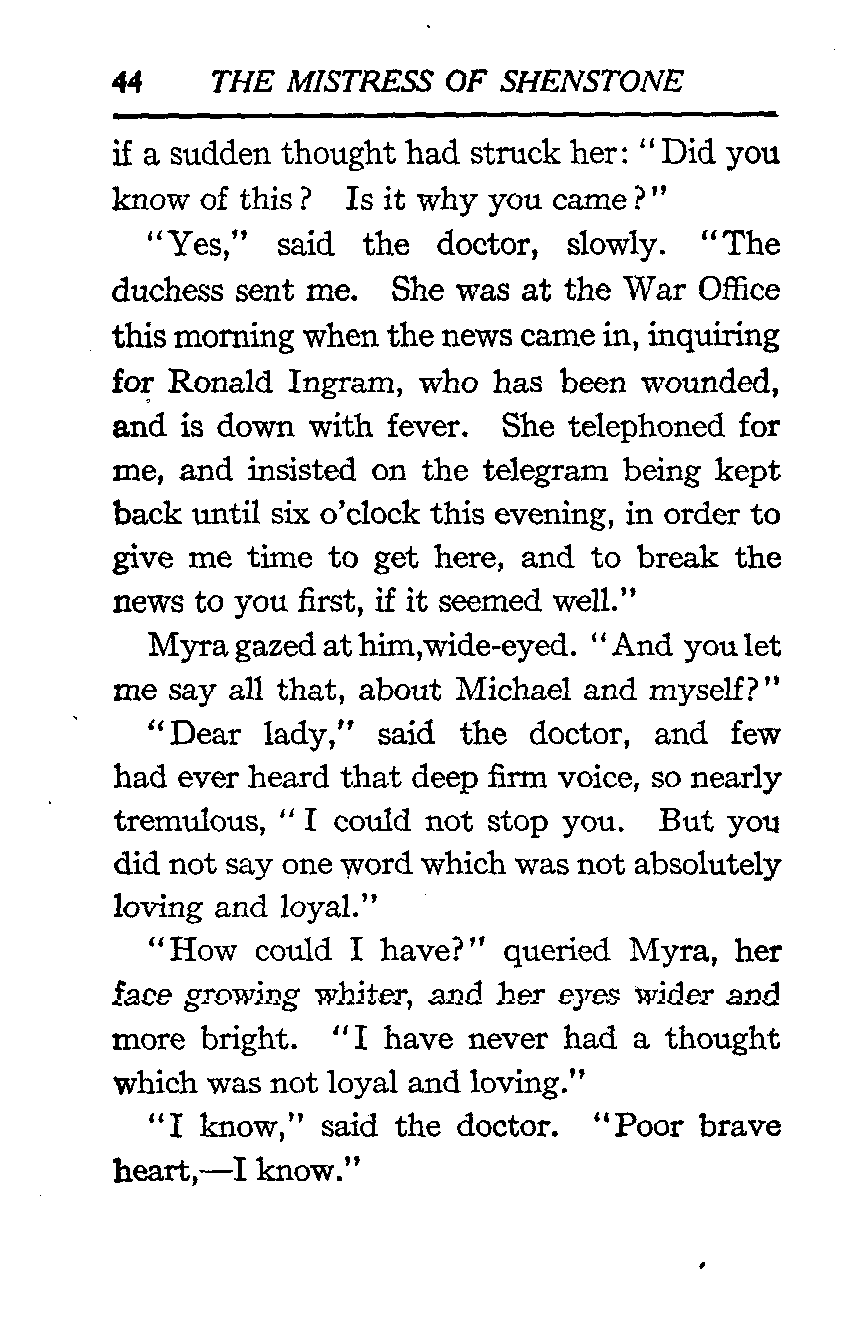 44 THE MISTRESS OF SHENSTONE
if a sudden thought had struck her: "Did you
know of this? Is it why you came?"
"Yes," said the doctor, slowly. "The
duchess sent me. She was at the War Office
this morning when the news came in, inquiring
for Ronald Ingram, who has been wounded,
and is down with fever. She telephoned for
me, and insisted on the telegram being kept
back until six o'clock this evening, in order to
give me time to get here, and to break the
news to you first, if it seemed well."
Myra gazed at him,wide-eyed. "And you let
me say all that, about Michael and myself?"
"Dear lady," said the doctor, and few
had ever heard that deep firm voice, so nearly
tremulous, "I could not stop you. But you
did not say one word which was not absolutely
loving and loyal."
"How could I have?" queried Myra, her
face growing whiter, and her eyes wider and
more bright. "I have never had a thought
which was not loyal and loving."
"I know," said the doctor. "Poor brave
heart,—I know."